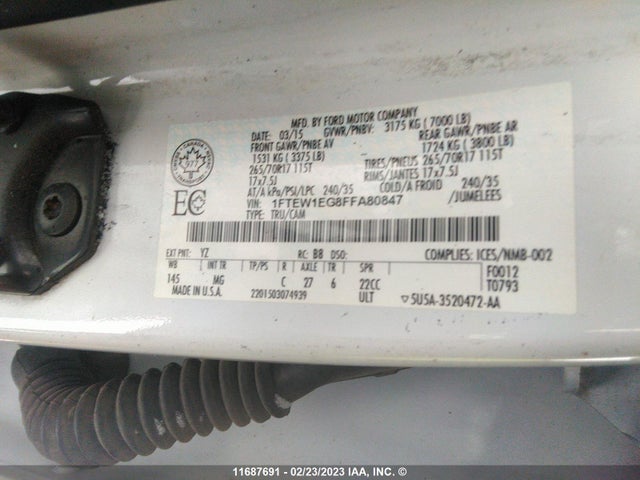 MFD. BY FORD MOTOR COMPANY
DATE: 03/15 GVWR/PNBV: 3175 KG ( 7000 LB)
FRONT GAWR/PNBE AV REAR GAWR/PNBE AR
1531 KG ( 3375 LB) 1724 KG ( 3800 LB)
265/70R17 115T TIRES/PNEUS 265/70R17 115T
17x7.5J RIMS/JANTES 17x7.5J
AT/A kPa/PSI/LPC 240/35 COLD/A FROID 240/35
VIN: 1FTEW1EG8FFA80847 /JUMELEES
TYPE: TRU/CAM
EC
CANADA
977
EXT PNT: YZ RC: B8 DSO: COMPLIES: ICES/NMB-002
WB INT TR TP/PS R AXLE TR SPR F0012
145 MG C 27 6 22CC T0793
MADE IN U.S.A. 2201503074939 ULT 5U5A-3520472-AA
11687691 - 02/23/2023 IAA, INC. ©